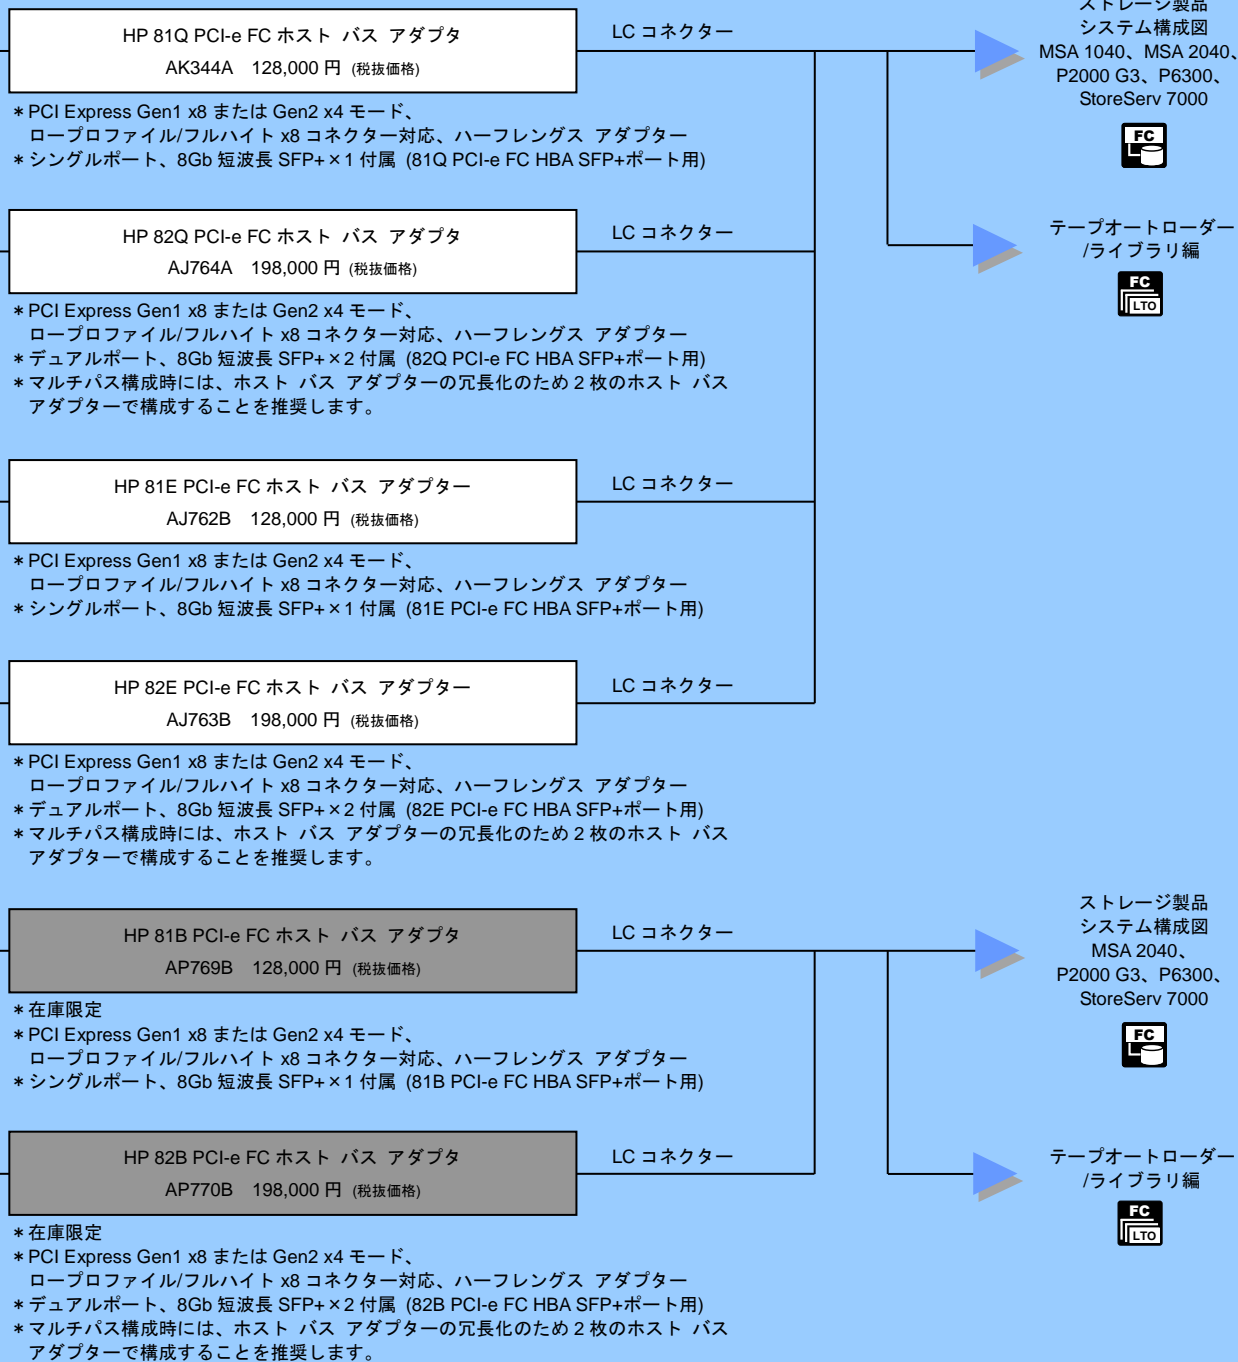 HP 81Q PCI-e FC ホスト バス アダプタ
AK344A 128,000 円 (税抜価格)
LC コネクター
ストレージ製品
システム構成図
MSA 1040、MSA 2040、
P2000 G3、P6300、
StoreServ 7000
FC
*PCI Express Gen1 x8 または Gen2 x4 モード、
ロープロファイル/フルハイト x8 コネクター対応、ハーフレングス アダプター
*シングルポート、8Gb 短波長 SFP+×1 付属 (81Q PCI-e FC HBA SFP+ポート用)
HP 82Q PCI-e FC ホスト バス アダプタ
AJ764A 198,000 円 (税抜価格)
LC コネクター
テープオートローダー
/ライブラリ編
FC
LTO
*PCI Express Gen1 x8 または Gen2 x4 モード、
ロープロファイル/フルハイト x8 コネクター対応、ハーフレングス アダプター
*デュアルポート、8Gb 短波長 SFP+×2 付属 (82Q PCI-e FC HBA SFP+ポート用)
*マルチパス構成時には、ホスト バス アダプターの冗長化のため 2 枚のホスト バス
アダプターで構成することを推奨します。
HP 81E PCI-e FC ホスト バス アダプター
AJ762B 128,000 円 (税抜価格)
LC コネクター
*PCI Express Gen1 x8 または Gen2 x4 モード、
ロープロファイル/フルハイト x8 コネクター対応、ハーフレングス アダプター
*シングルポート、8Gb 短波長 SFP+×1 付属 (81E PCI-e FC HBA SFP+ポート用)
HP 82E PCI-e FC ホスト バス アダプター
AJ763B 198,000 円 (税抜価格)
LC コネクター
*PCI Express Gen1 x8 または Gen2 x4 モード、
ロープロファイル/フルハイト x8 コネクター対応、ハーフレングス アダプター
*デュアルポート、8Gb 短波長 SFP+×2 付属 (82E PCI-e FC HBA SFP+ポート用)
*マルチパス構成時には、ホスト バス アダプターの冗長化のため 2 枚のホスト バス
アダプターで構成することを推奨します。
HP 81B PCI-e FC ホスト バス アダプタ
AP769B 128,000 円 (税抜価格)
LC コネクター
ストレージ製品
システム構成図
MSA 2040、
P2000 G3、P6300、
StoreServ 7000
FC
*在庫限定
*PCI Express Gen1 x8 または Gen2 x4 モード、
ロープロファイル/フルハイト x8 コネクター対応、ハーフレングス アダプター
*シングルポート、8Gb 短波長 SFP+×1 付属 (81B PCI-e FC HBA SFP+ポート用)
HP 82B PCI-e FC ホスト バス アダプタ
AP770B 198,000 円 (税抜価格)
LC コネクター
テープオートローダー
/ライブラリ編
FC
LTO
*在庫限定
*PCI Express Gen1 x8 または Gen2 x4 モード、
ロープロファイル/フルハイト x8 コネクター対応、ハーフレングス アダプター
*デュアルポート、8Gb 短波長 SFP+×2 付属 (82B PCI-e FC HBA SFP+ポート用)
*マルチパス構成時には、ホスト バス アダプターの冗長化のため 2 枚のホスト バス
アダプターで構成することを推奨します。